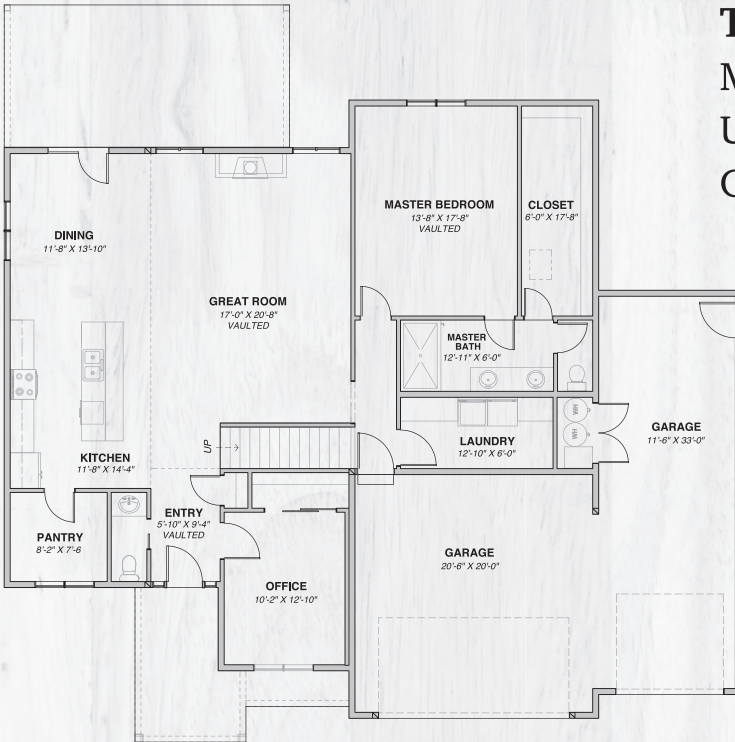 T
M
U
G
MASTER BEDROOM
13'-8" X 17'-8"
VAULTED
CLOSET
6'-0" X 17'-8"
DINING
11'-8" X 13'-10"
GREAT ROOM
17'-0" X 20'-8"
VAULTED
MASTER
BATH
12'-11" X 6'-0"
WH
WH
GARAGE
11'-6" X 33'-0"
LAUNDRY
12'-10" X 6'-0"
UP
KITCHEN
11'-8" X 14'-4"
ENTRY
5'-10" X 9'-4"
VAULTED
PANTRY
8'-2" X 7'-6
GARAGE
20'-6" X 20'-0"
OFFICE
10'-2" X 12'-10"